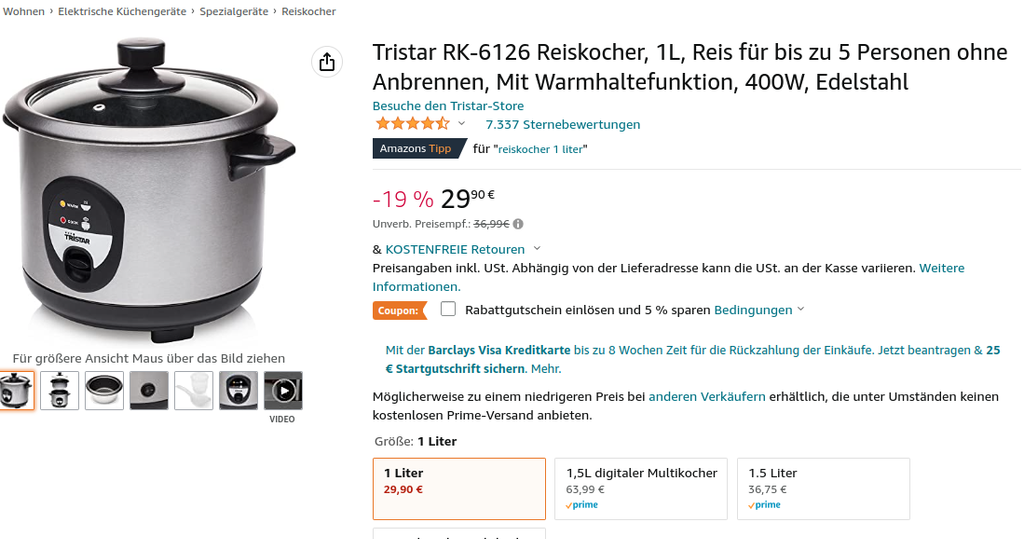 Wohnen › Elektrische Küchengeräte › Spezialgeräte › Reiskocher
Tristar RK-6126 Reiskocher, 1L, Reis für bis zu 5 Personen ohne
Anbrennen, Mit Warmhaltefunktion, 400W, Edelstahl
Besuche den Tristar-Store
7.337 Sternebewertungen
Amazons Tipp für "reiskocher 1 liter"
-19 % 29 90 €
Unverb. Preisempf.: 36,99€
& KOSTENFREIE Retouren
Preisangaben inkl. USt. Abhängig von der Lieferadresse kann die USt. an der Kasse variieren. Weitere
Informationen.
Coupon: Rabattgutschein einlösen und 5 % sparen Bedingungen
Mit der Barclays Visa Kreditkarte bis zu 8 Wochen Zeit für die Rückzahlung der Einkäufe. Jetzt beantragen & 25
€ Startgutschrift sichern. Mehr.
Möglicherweise zu einem niedrigeren Preis bei anderen Verkäufern erhältlich, die unter Umständen keinen
kostenlosen Prime-Versand anbieten.
Größe: 1 Liter
1 Liter
29,90 €
1,5L digitaler Multikocher
63,99 €
prime
1.5 Liter
36,75 €
prime
Warm
Cook
TRISTAR
Für größere Ansicht Maus über das Bild ziehen
VIDEO